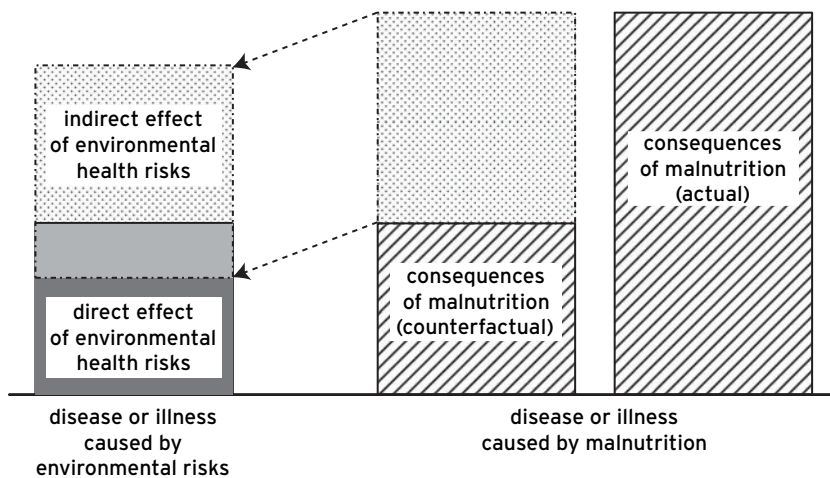 indirect effect
of environmental
health risks
direct effect
of environmental
health risks
consequences
of malnutrition
(counterfactual)
consequences
of malnutrition
(actual)
disease or illness
caused by
environmental risks
disease or illness
caused by malnutrition